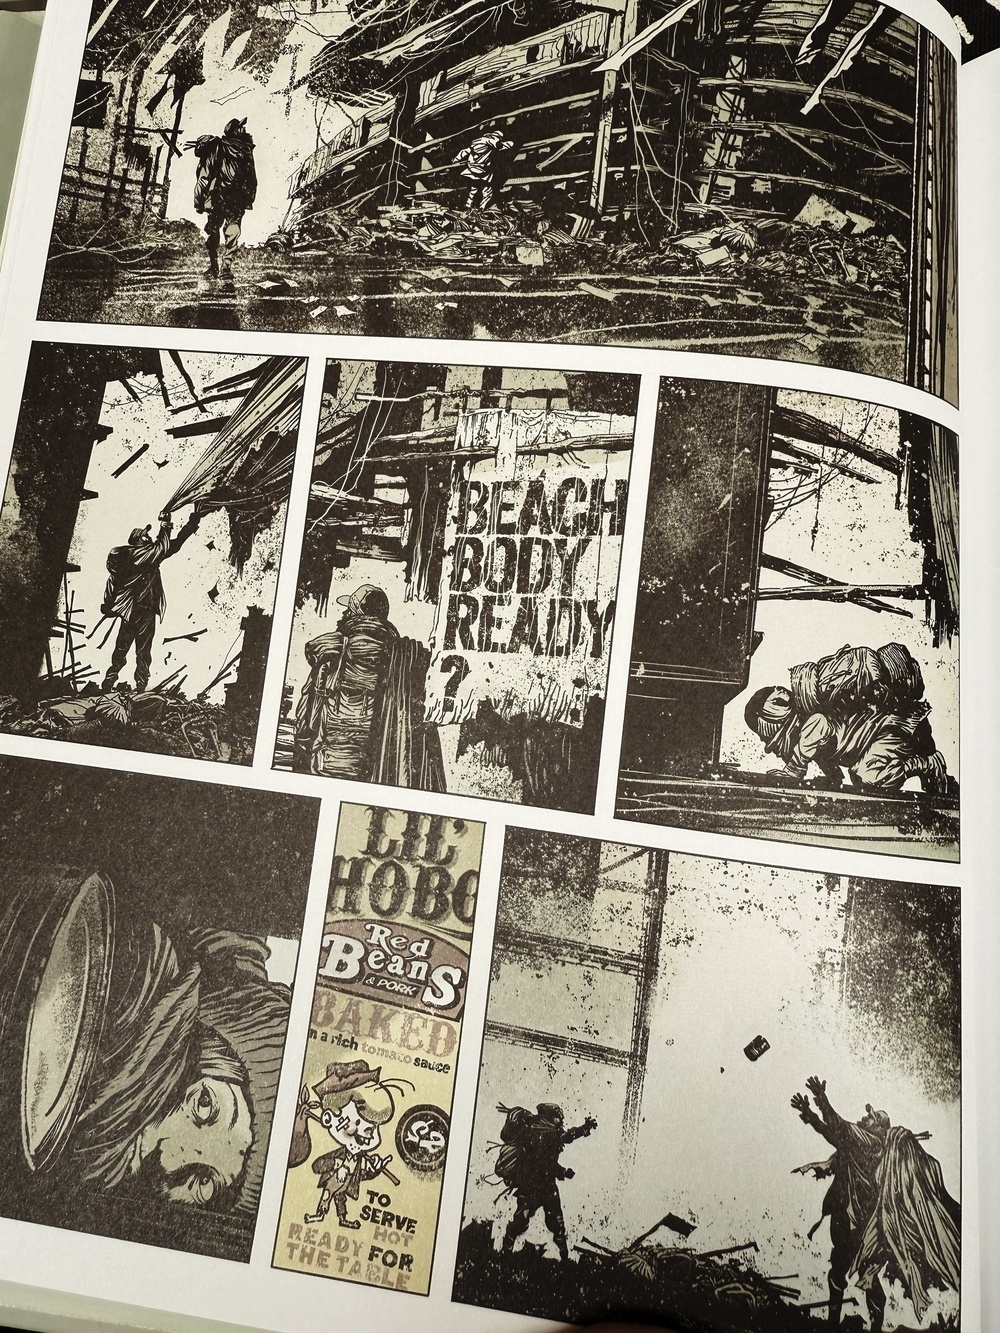 BEACH
BODY
READY
?
LIL'
HOBO
Red
BeanS
& PORK
BAKED
in a rich tomato sauce
TO
SERVE
HOT
READY FOR
THE TABLE